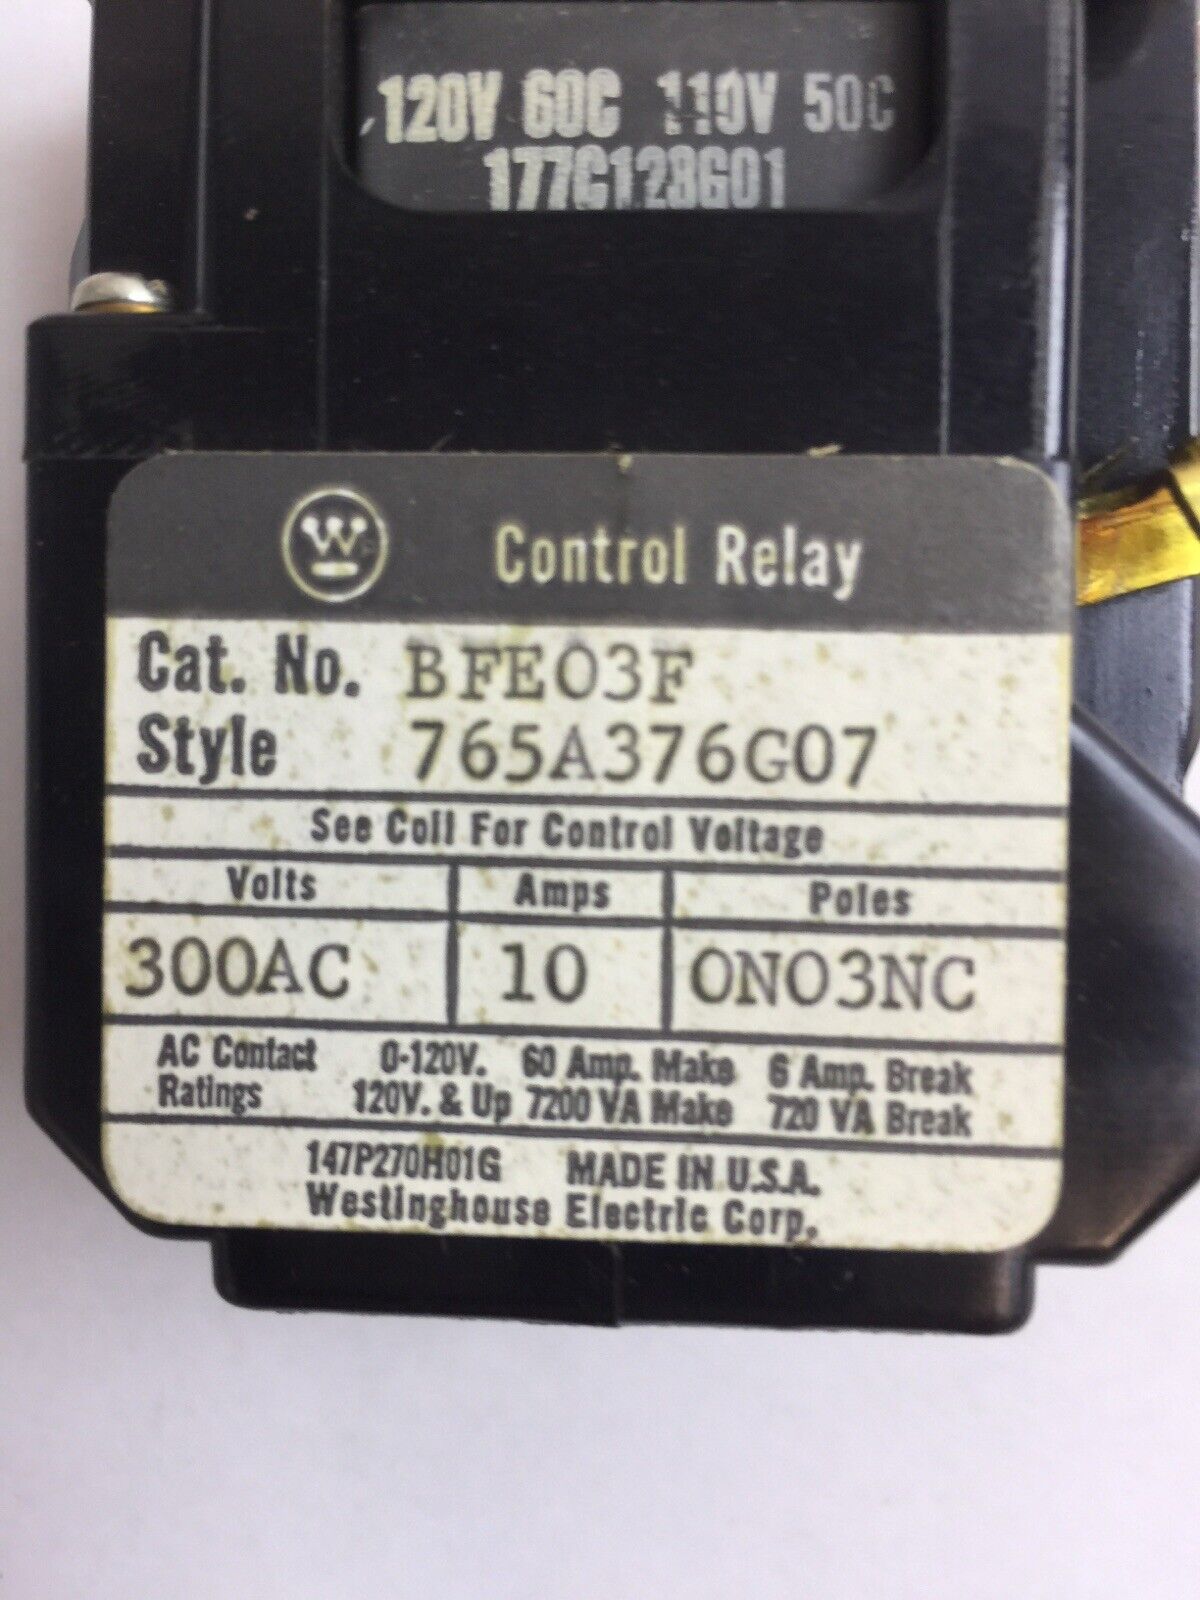 120V 60C 110V 50C
177C128G01
W
Control Relay
Cat. No. BFE03F
Style 765A376G07
See Coil For Control Voltage
Volts Amps Poles
300AC 10 0NO3NC
AC Contact 0-120V. 60 Amp. Make 6 Amp. Break
Ratings 120V. & Up 7200 VA Make 720 VA Break
147P270H01G MADE IN U.S.A.
Westinghouse Electric Corp.